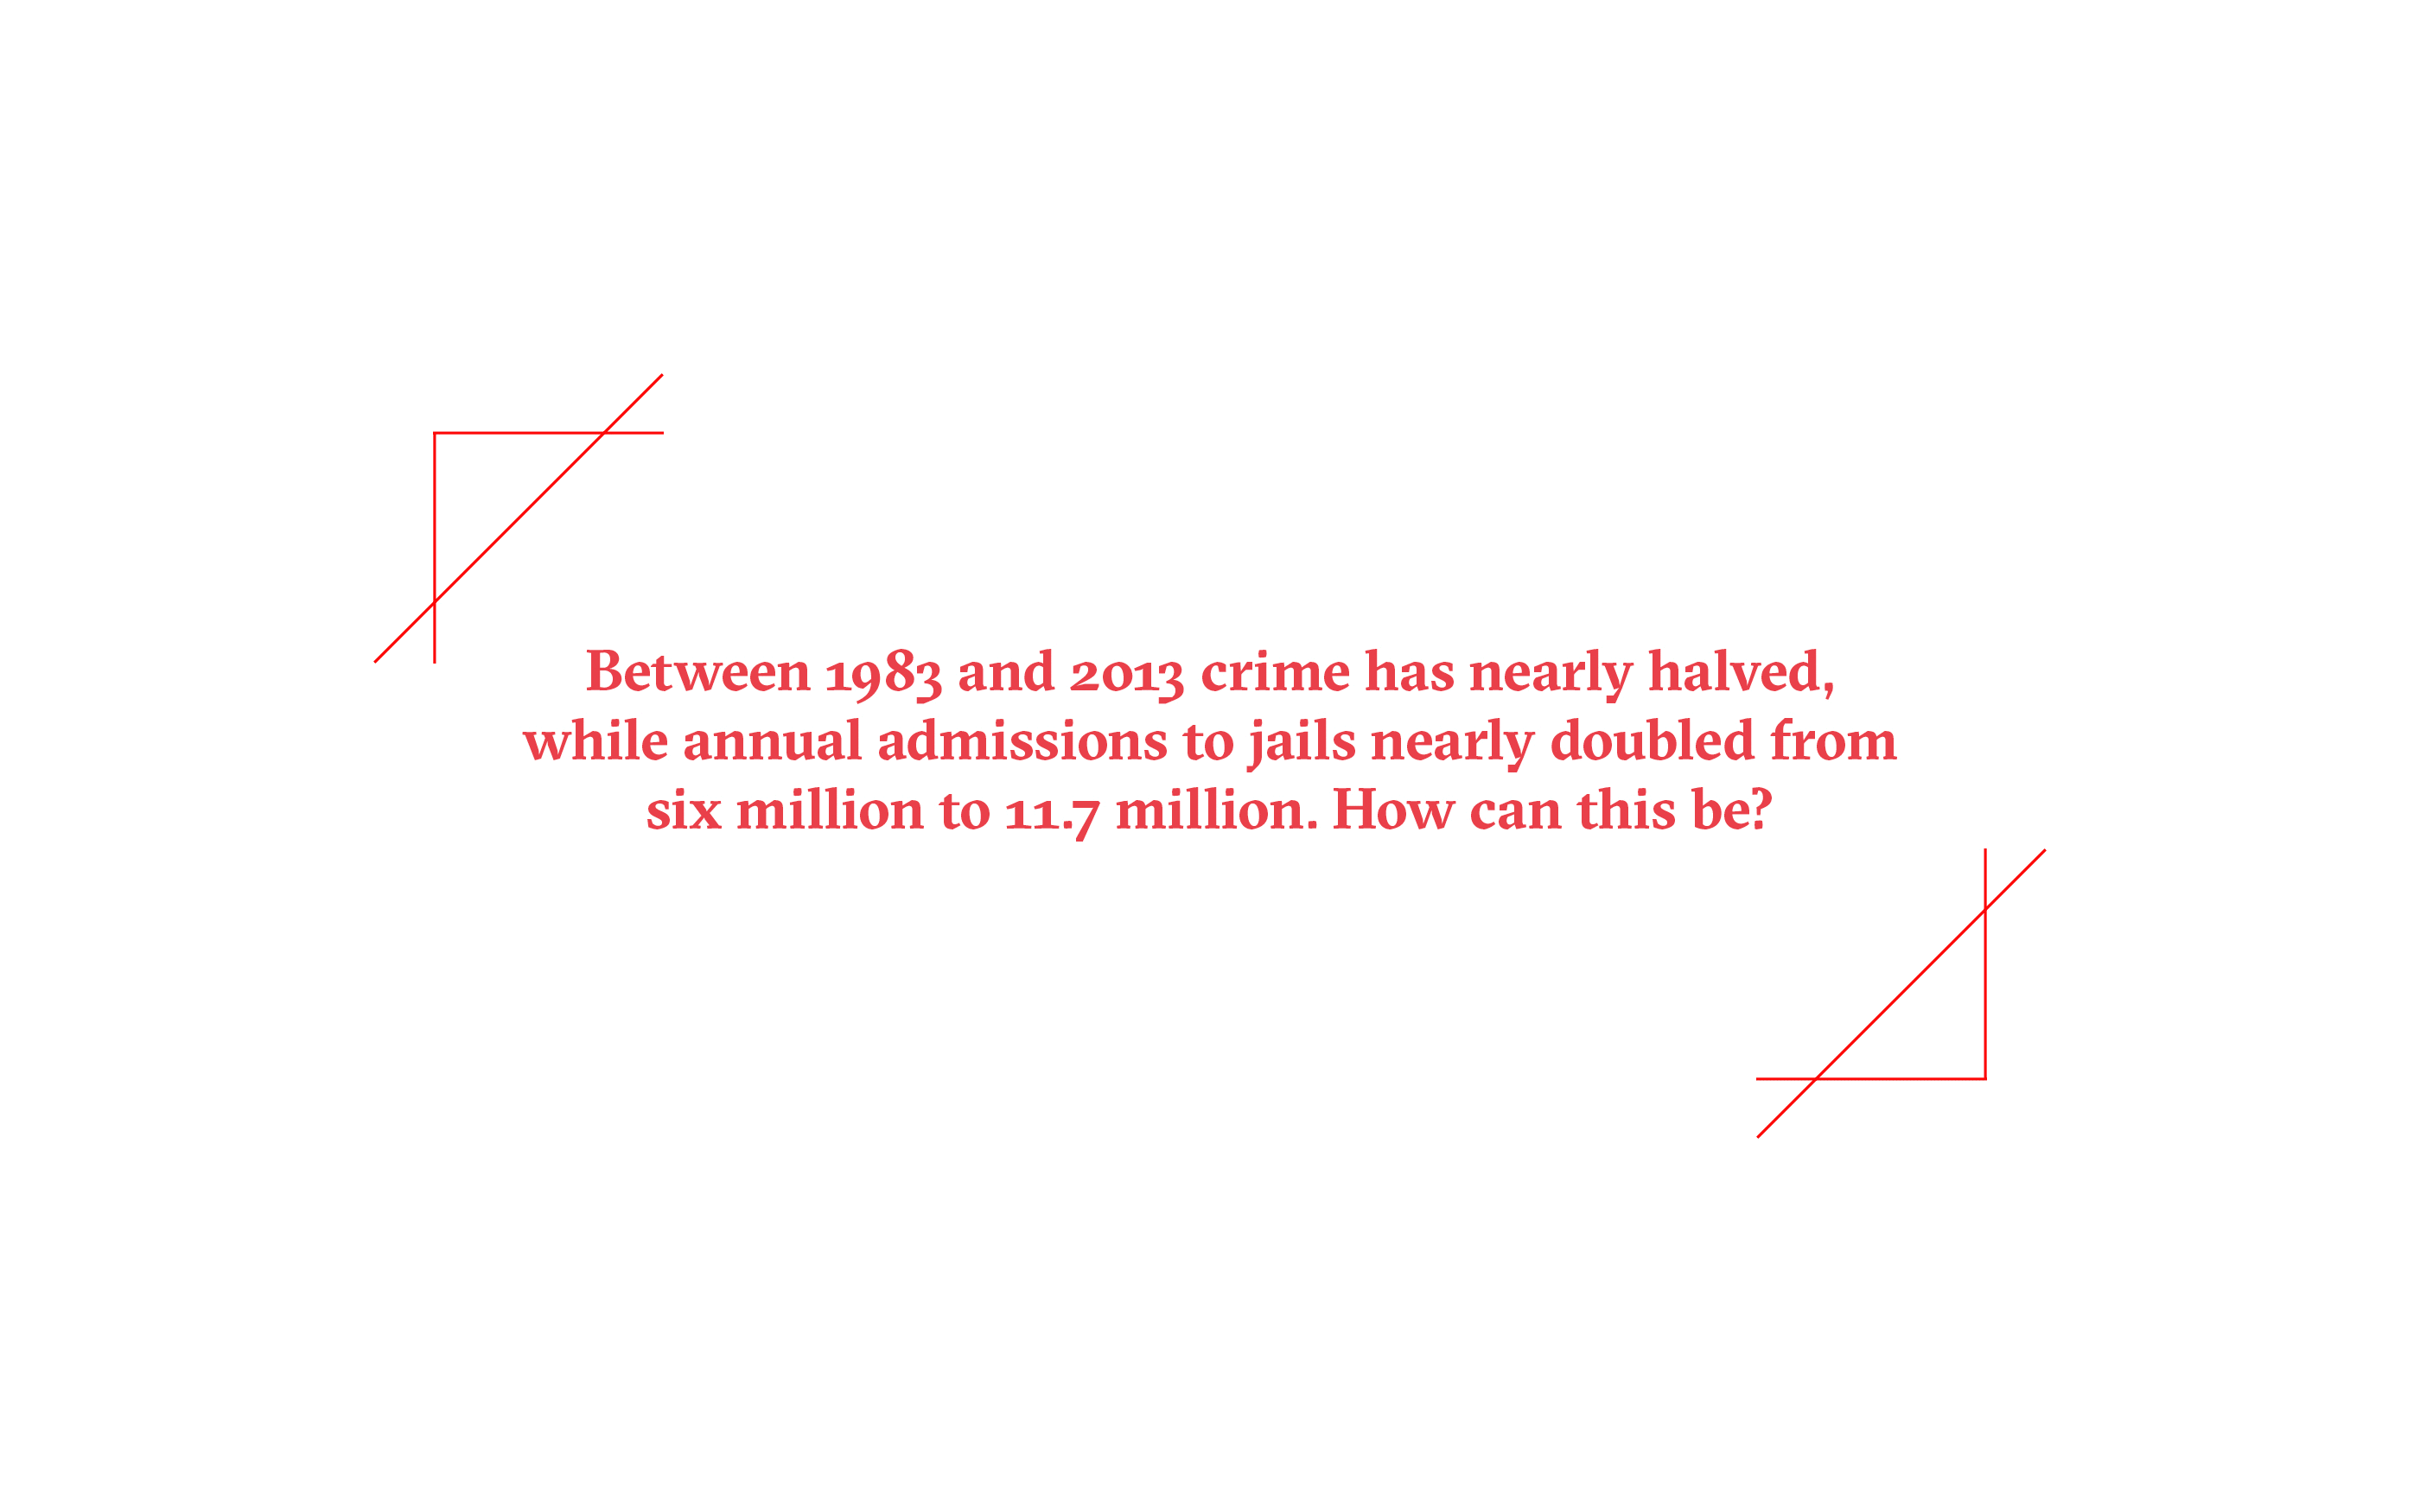 Between 1983 and 2013 crime has nearly halved,
while annual admissions to jails nearly doubled from
six million to 11.7 million. How can this be?